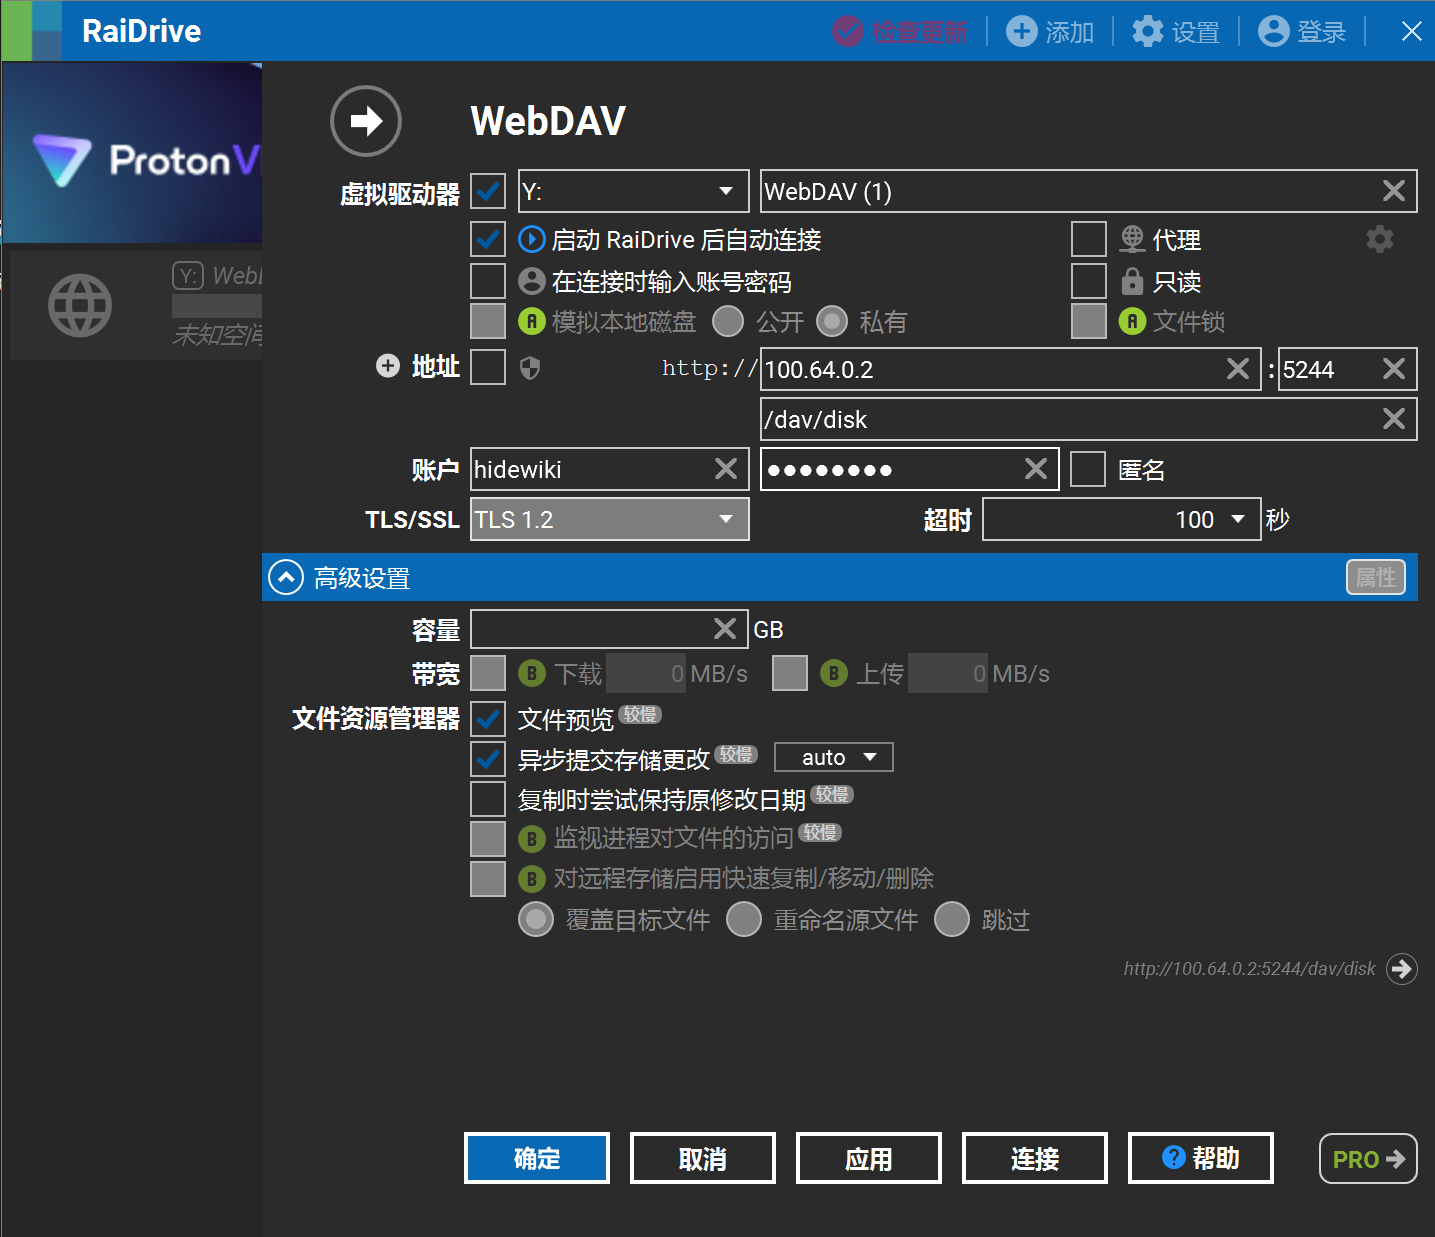 RaiDrive
检查更新
添加
设置
登录
Proton
WebDAV
虚拟驱动器
Y:
WebDAV (1)
启动 RaiDrive 后自动连接
代理
Y:
在连接时输入账号密码
只读
未知空间
A 模拟本地磁盘 公开 私有
A 文件锁
地址
http://
100.64.0.2
:
5244
/dav/disk
账户
hidewiki
匿名
TLS/SSL
TLS 1.2
超时
100
秒
高级设置
属性
容量
GB
带宽
B 下载 0 MB/s
B 上传 0 MB/s
文件资源管理器
文件预览 较慢
异步提交存储更改 较慢
auto
复制时尝试保持原修改日期 较慢
B 监视进程对文件的访问 较慢
B 对远程存储启用快速复制/移动/删除
覆盖目标文件 重命名源文件 跳过
http://100.64.0.2:5244/dav/disk
确定
取消
应用
连接
? 帮助
PRO